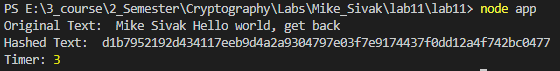 PS E:\3_course\2_Semester\Cryptography\Labs\Mike_Sivak\lab11\lab11> node app
Original Text:  Mike Sivak Hello world, get back
Hashed Text:  d1b7952192d434117eeb9d4a2a9304797e03f7e9174437f0dd12a4f742bc0477
Timer: 3